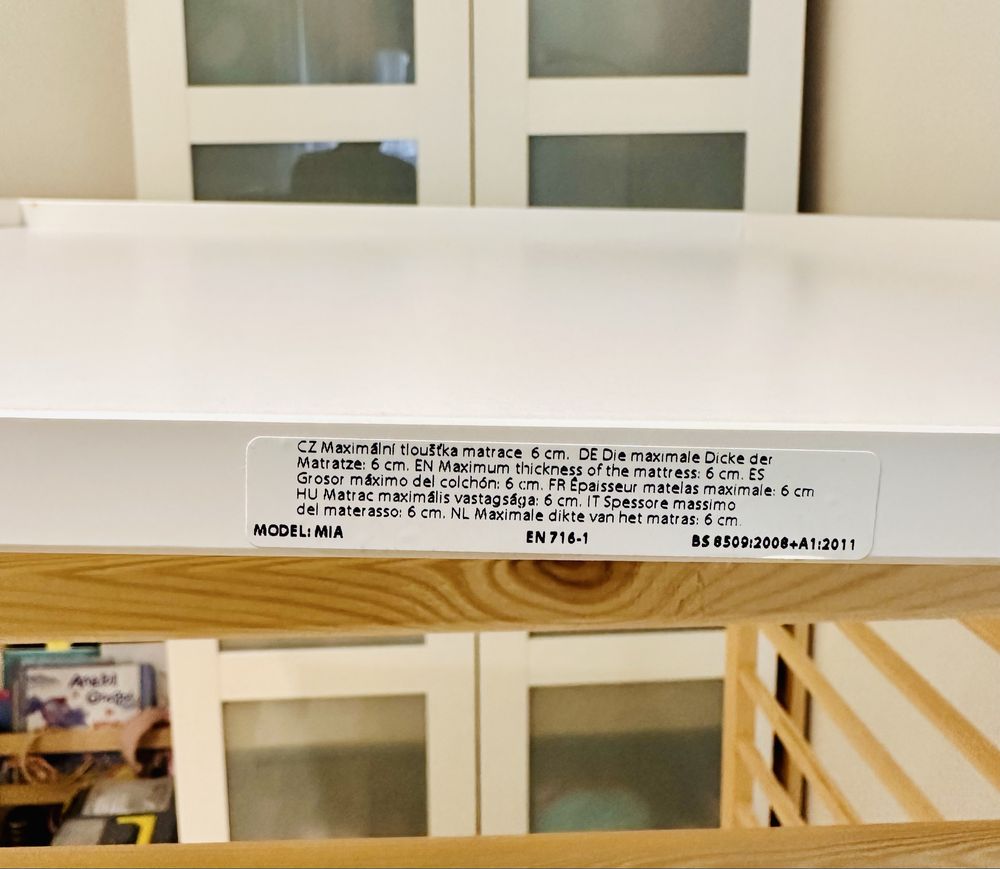 CZ Maximální tloušťka matrace 6 cm. DE Die maximale Dicke der
Matratze: 6 cm. EN Maximum thickness of the mattress: 6 cm. ES
Grosor máximo del colchón: 6 cm. FR Épaisseur matelas maximale: 6 cm
HU Matrac maximális vastagsága: 6 cm. IT Spessore massimo
del materasso: 6 cm. NL Maximale dikte van het matras: 6 cm.
MODEL: MIA EN 716-1 BS 8509:2008+A1:2011